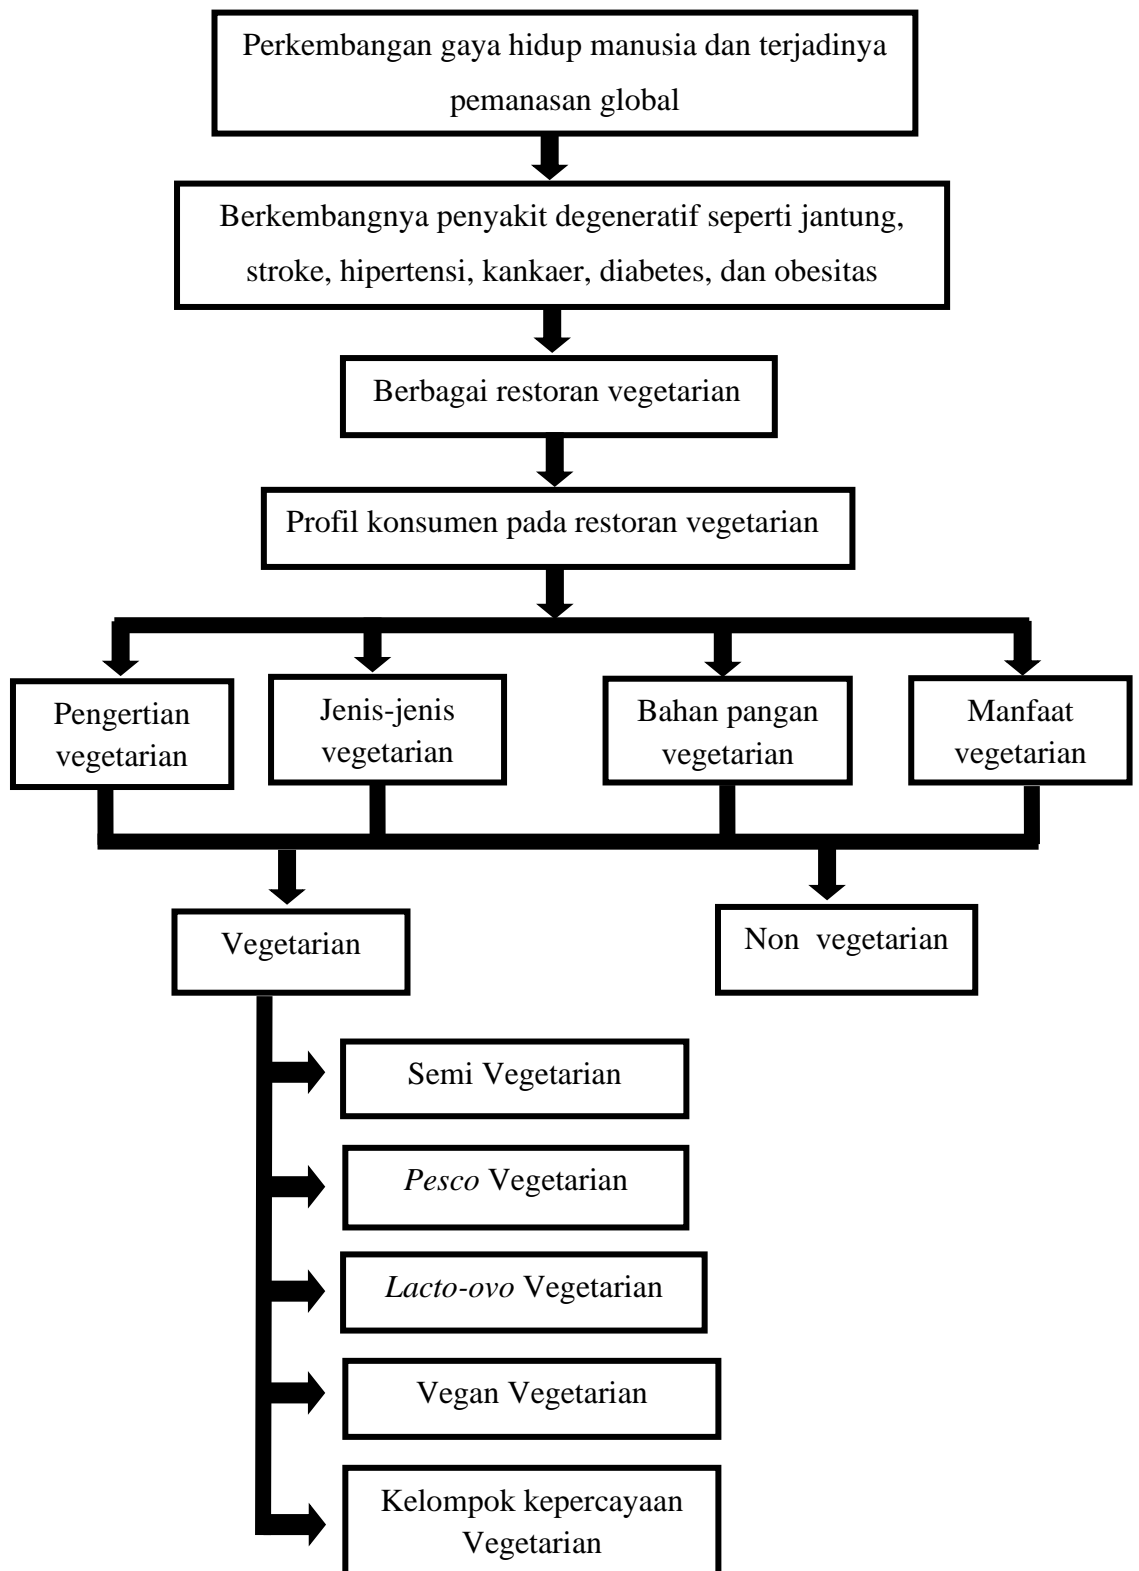 Perkembangan gaya hidup manusia dan terjadinya
pemanasan global
Berkembangnya penyakit degeneratif seperti jantung,
stroke, hipertensi, kankaer, diabetes, dan obesitas
Berbagai restoran vegetarian
Profil konsumen pada restoran vegetarian
Pengertian
vegetarian
Jenis-jenis
vegetarian
Bahan pangan
vegetarian
Manfaat
vegetarian
Vegetarian
Non  vegetarian
Semi Vegetarian
Pesco Vegetarian
Lacto-ovo Vegetarian
Vegan Vegetarian
Kelompok kepercayaan
Vegetarian